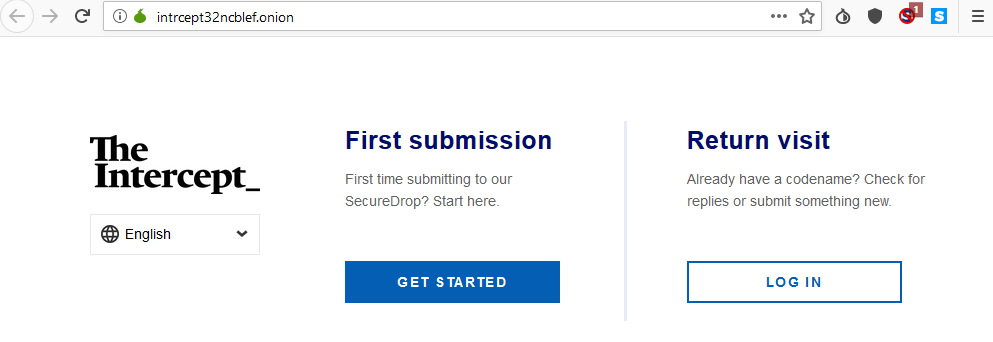 intrcept32ncblef.onion
1
The
Intercept_
English
First submission
First time submitting to our
SecureDrop? Start here.
GET STARTED
Return visit
Already have a codename? Check for
replies or submit something new.
LOG IN